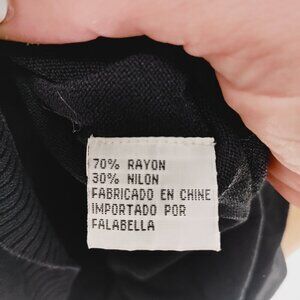 70% RAYON
30% NILON
FABRICADO EN CHINE
IMPORTADO POR
FALABELLA